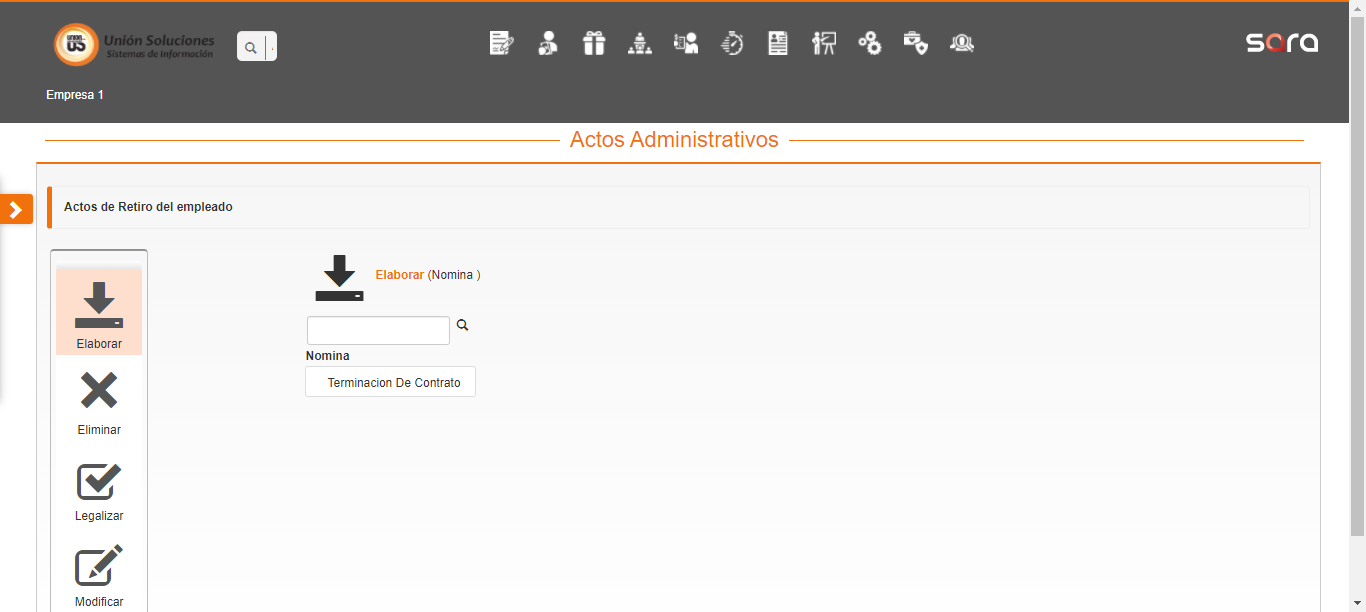 UNION
US
Unión Soluciones
Sistemas de Información
sara
Empresa 1
Actos Administrativos
Actos de Retiro del empleado
Elaborar
Eliminar
Legalizar
Modificar
Elaborar (Nomina )
Nomina
Terminacion De Contrato